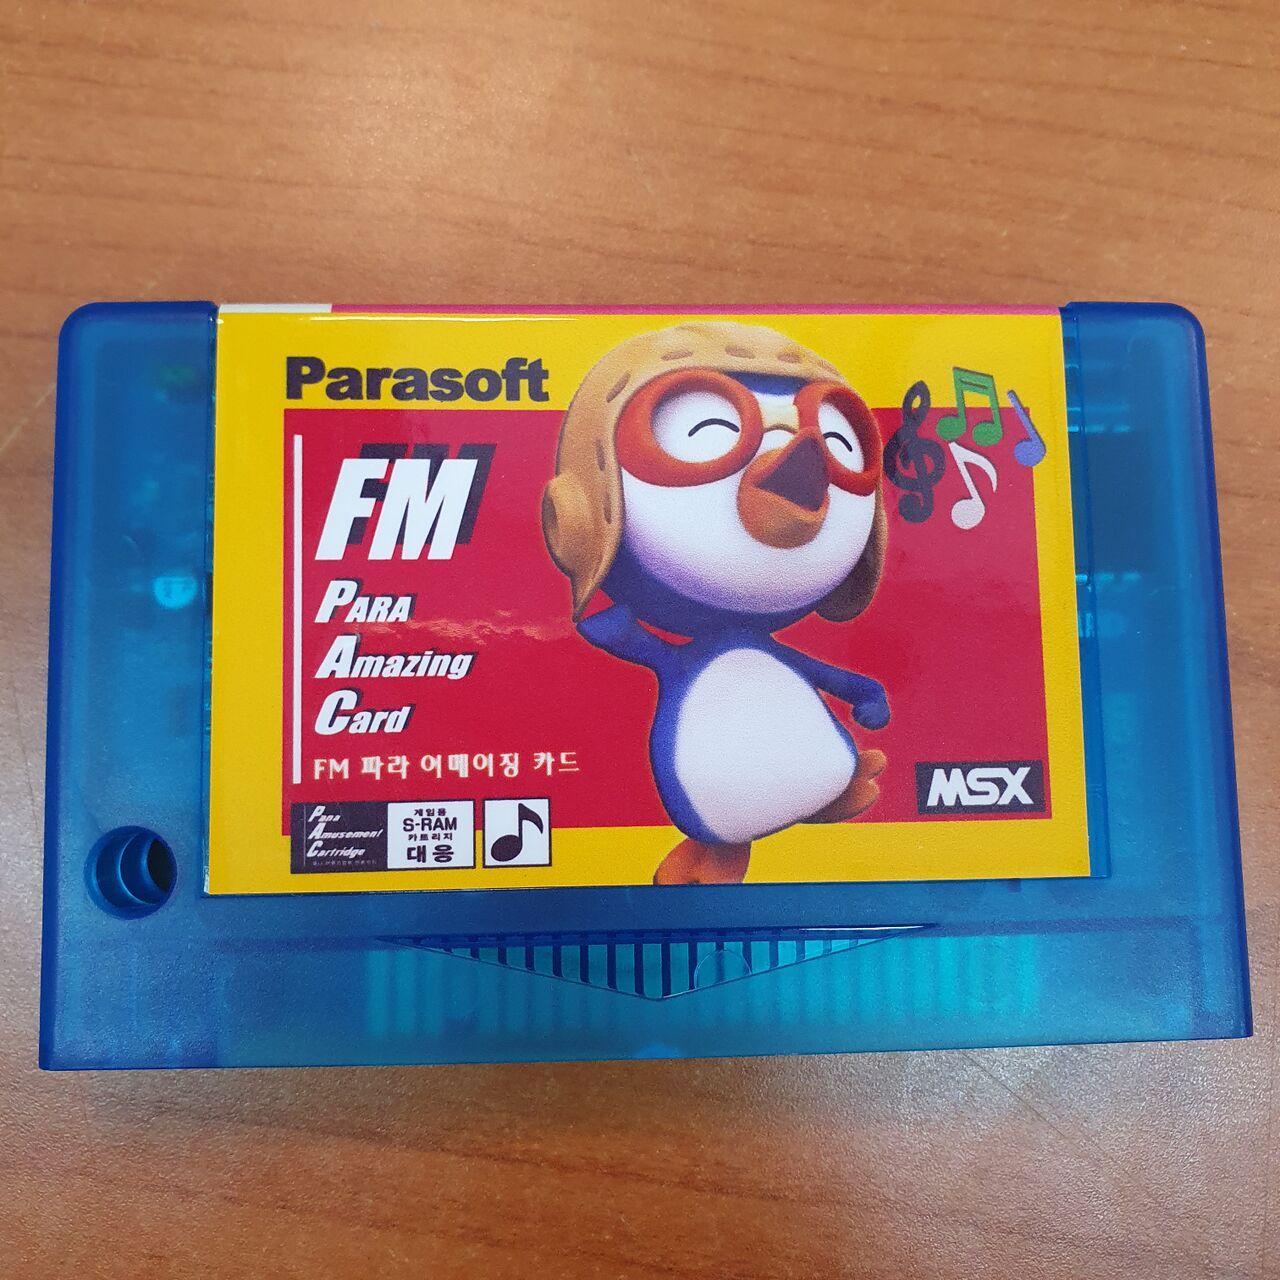 Parasoft
FM
PARA
Amazing
Card
FM 파라 어메이징 카드
Para
Amusement
Cartridge
게임용
S-RAM
카트리지
대응
MSX